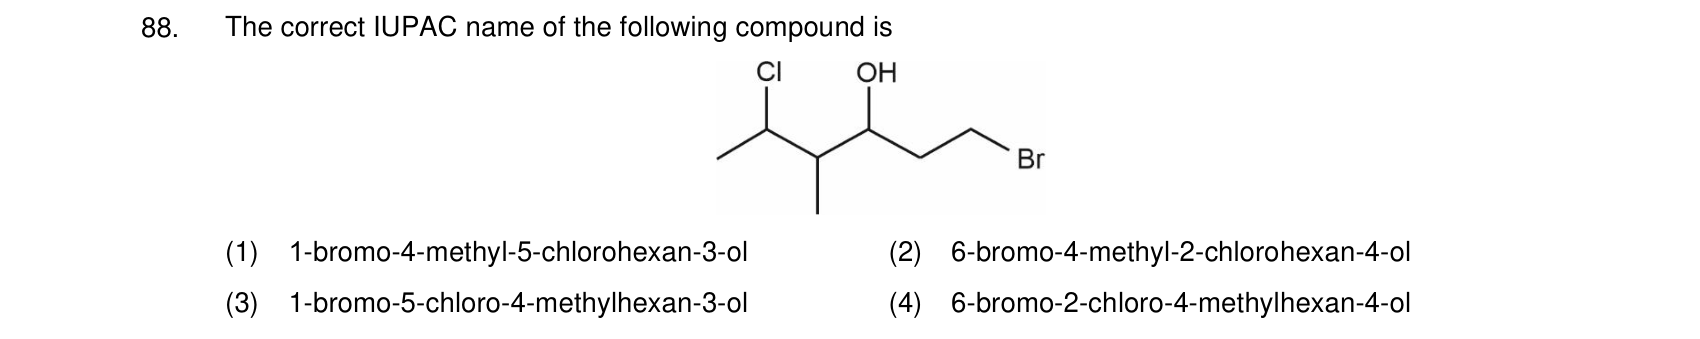 88. The correct IUPAC name of the following compound is
Cl OH
Br
(1) 1-bromo-4-methyl-5-chlorohexan-3-ol (2) 6-bromo-4-methyl-2-chlorohexan-4-ol
(3) 1-bromo-5-chloro-4-methylhexan-3-ol (4) 6-bromo-2-chloro-4-methylhexan-4-ol